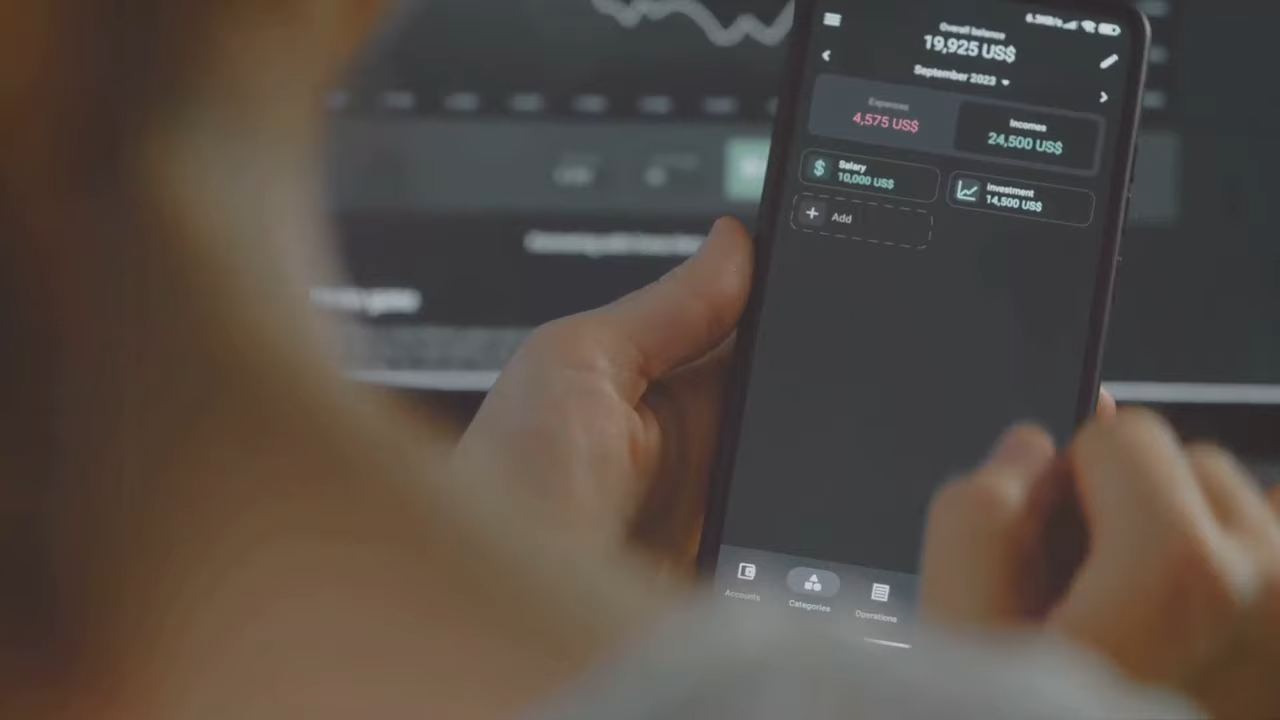 Overall balance
19,925 US$
September 2023
Expenses
4,575 US$
Incomes
24,500 US$
Salary
10,000 US$
Investment
14,500 US$
Add
Accounts
Categories
Operations